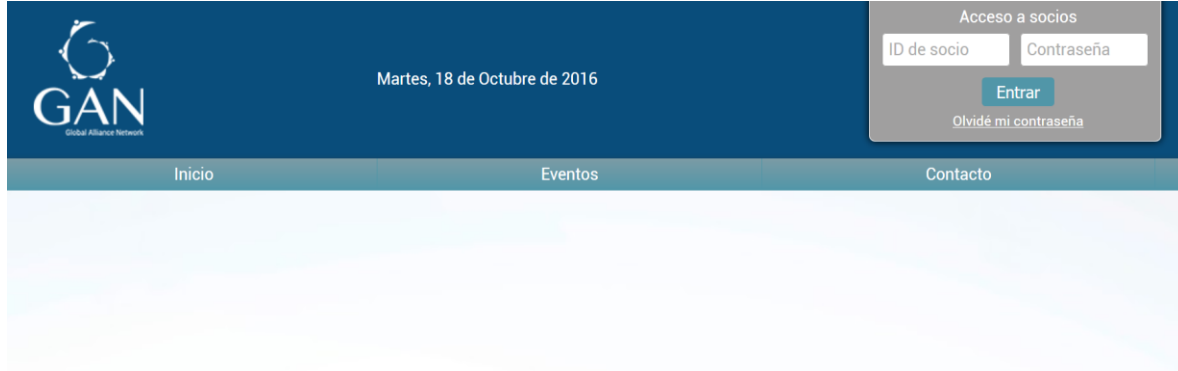 GAN
Global Alliance Network
Martes, 18 de Octubre de 2016
Acceso a socios
ID de socio Contraseña
Entrar
Olvidé mi contraseña
Inicio Eventos Contacto